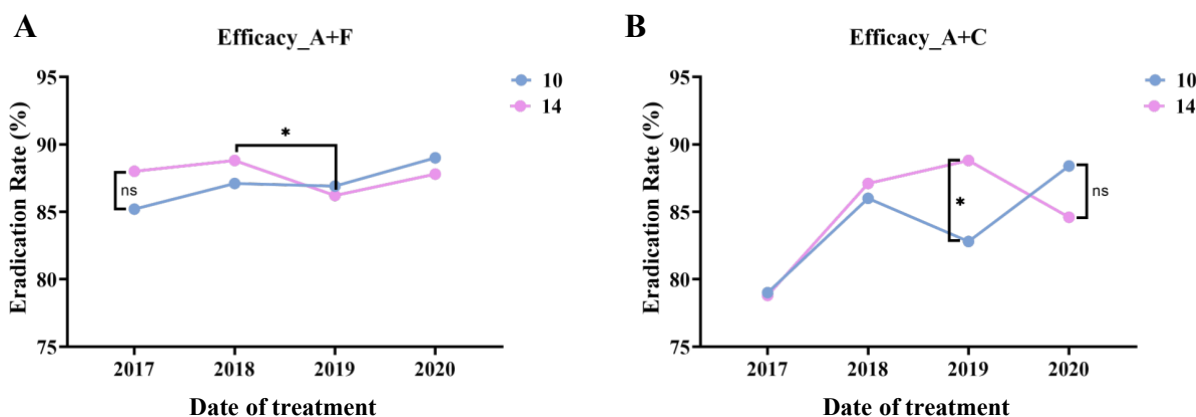 A
Efficacy_A+F
Eradication Rate (%)
95
90
85
80
75
ns
*
10
14
2017 2018 2019 2020
Date of treatment
B
Efficacy_A+C
Eradication Rate (%)
95
90
85
80
75
*
ns
10
14
2017 2018 2019 2020
Date of treatment